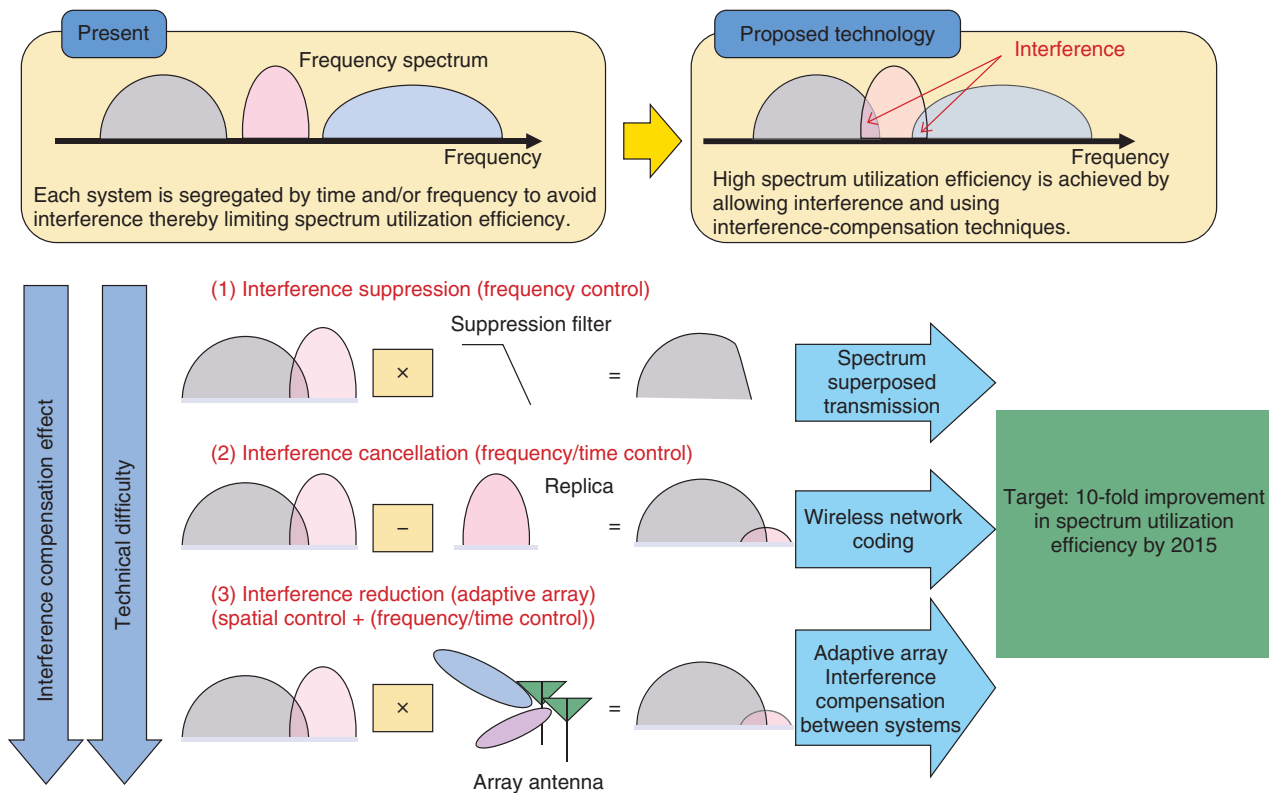 Present
Frequency spectrum
Frequency
Each system is segregated by time and/or frequency to avoid
interference thereby limiting spectrum utilization efficiency.
Proposed technology
Interference
Frequency
High spectrum utilization efficiency is achieved by
allowing interference and using
interference-compensation techniques.
Interference compensation effect
Technical difficulty
(1) Interference suppression (frequency control)
Suppression filter
×
=
Spectrum
superposed
transmission
(2) Interference cancellation (frequency/time control)
Replica
−
=
Wireless network
coding
(3) Interference reduction (adaptive array)
(spatial control + (frequency/time control))
×
=
Array antenna
Adaptive array
Interference
compensation
between systems
Target: 10-fold improvement
in spectrum utilization
efficiency by 2015